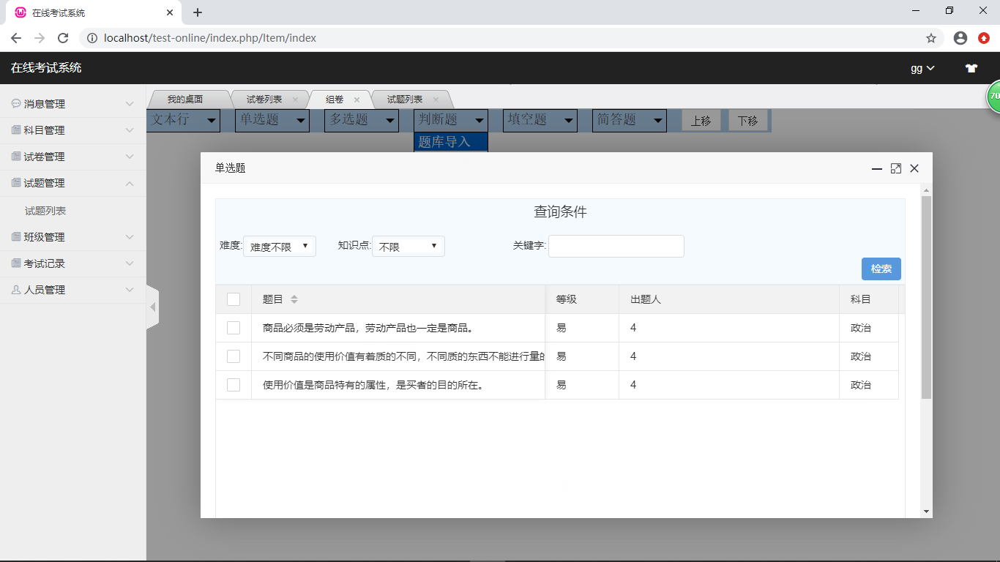 在线考试系统
localhost/test-online/index.php/Item/index
在线考试系统
gg
70
消息管理
科目管理
试卷管理
试题管理
试题列表
班级管理
考试记录
人员管理
我的桌面 试卷列表 组卷 试题列表
文本行 单选题 多选题 判断题 填空题 简答题 上移 下移
题库导入
单选题
查询条件
难度: 难度不限 知识点: 不限 关键字:
检索
题目 等级 出题人 科目
商品必须是劳动产品，劳动产品也一定是商品。 易 4 政治
不同商品的使用价值有着质的不同，不同质的东西不能进行量的 易 4 政治
使用价值是商品特有的属性，是买者的目的所在。 易 4 政治